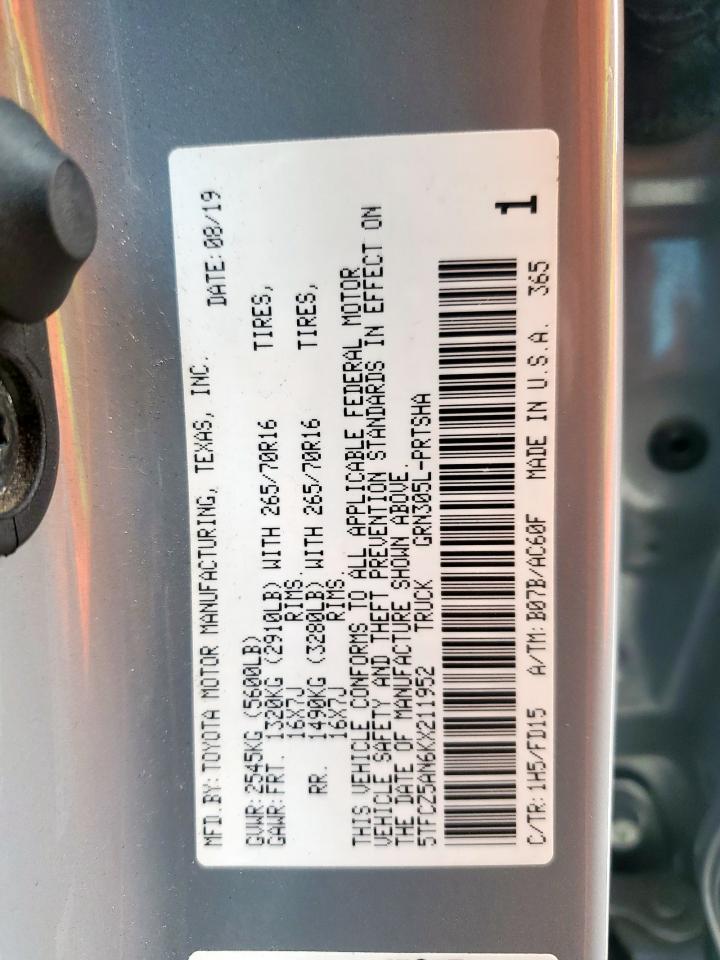 MFD.BY:TOYOTA MOTOR MANUFACTURING, TEXAS, INC. DATE:08/19
GVWR:2545KG (5600LB)
GAWR:FRT. 1320KG (2910LB) WITH 265/70R16 TIRES,
16X7J RIMS.
RR. 1490KG (3280LB) WITH 265/70R16 TIRES,
16X7J RIMS.
THIS VEHICLE CONFORMS TO ALL APPLICABLE FEDERAL MOTOR
VEHICLE SAFETY AND THEFT PREVENTION STANDARDS IN EFFECT ON
THE DATE OF MANUFACTURE SHOWN ABOVE.
5TFCZ5AN6KX211952 TRUCK GRN305L-PRTSHA
1
C/TR:1H5/FD15 A/TM:B07B/AC60F MADE IN U.S.A. 365